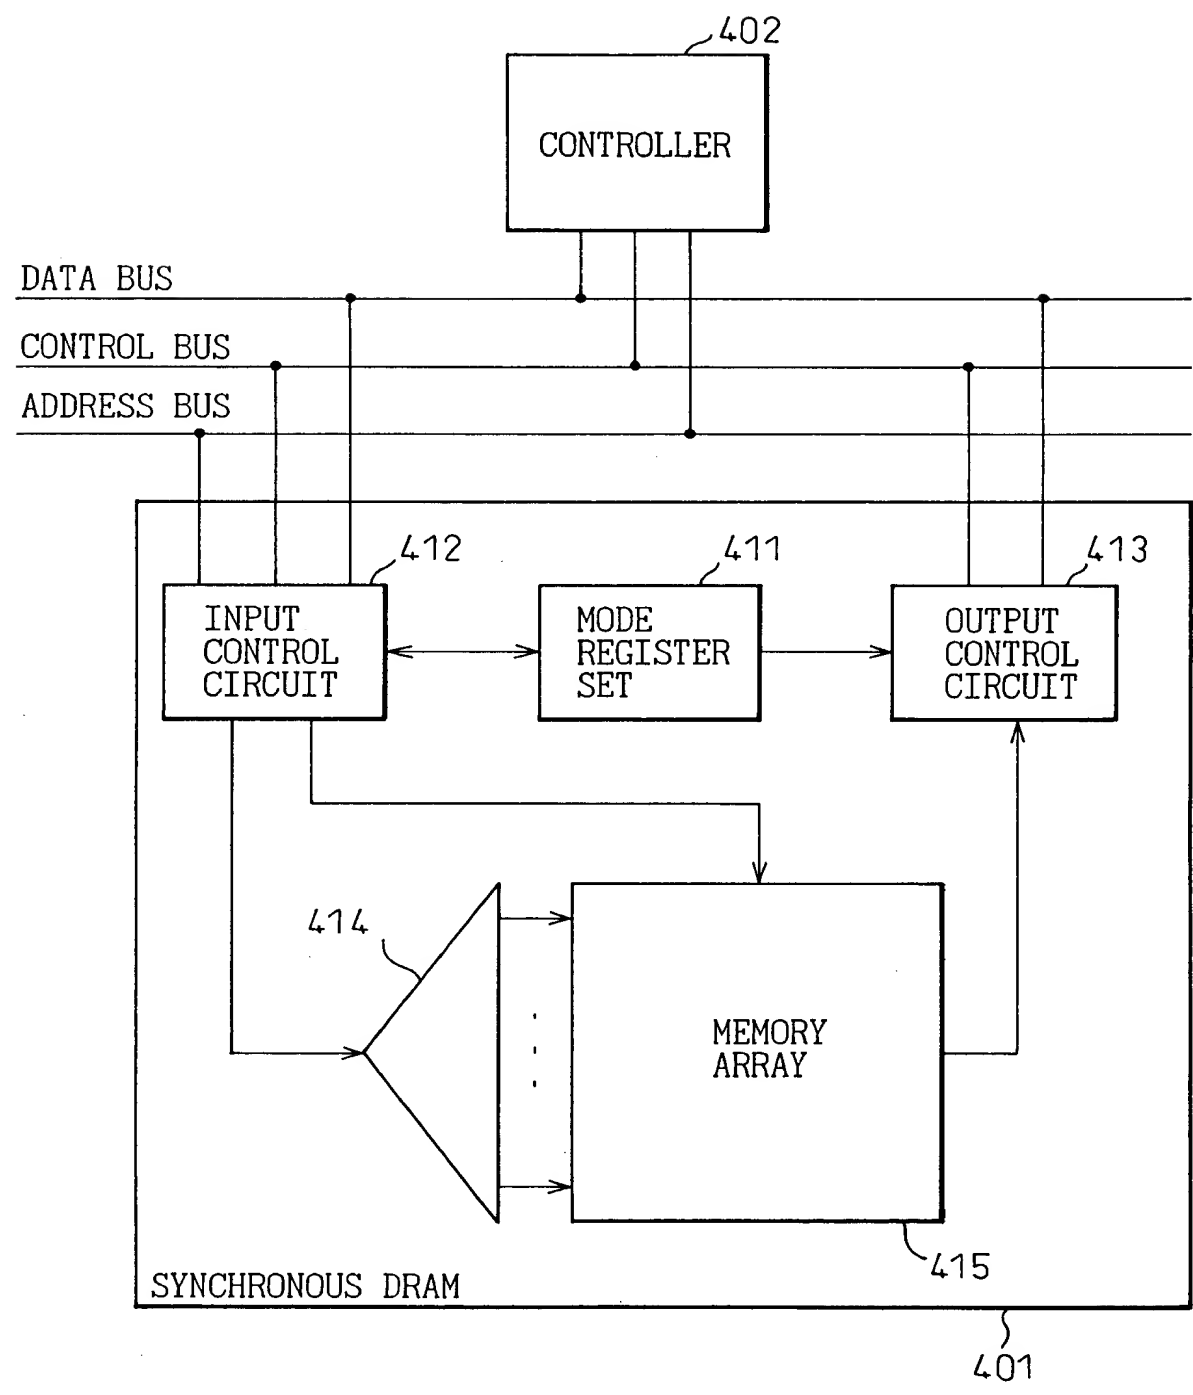 402
CONTROLLER
DATA BUS
CONTROL BUS
ADDRESS BUS
412
411
413
INPUT
CONTROL
CIRCUIT
MODE
REGISTER
SET
OUTPUT
CONTROL
CIRCUIT
414
MEMORY
ARRAY
415
SYNCHRONOUS DRAM
401